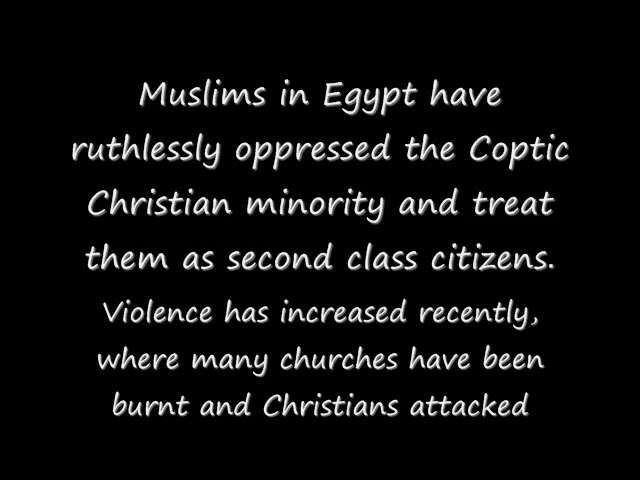 Muslims in Egypt have
ruthlessly oppressed the Coptic
Christian minority and treat
them as second class citizens.
Violence has increased recently,
where many churches have been
burnt and Christians attacked